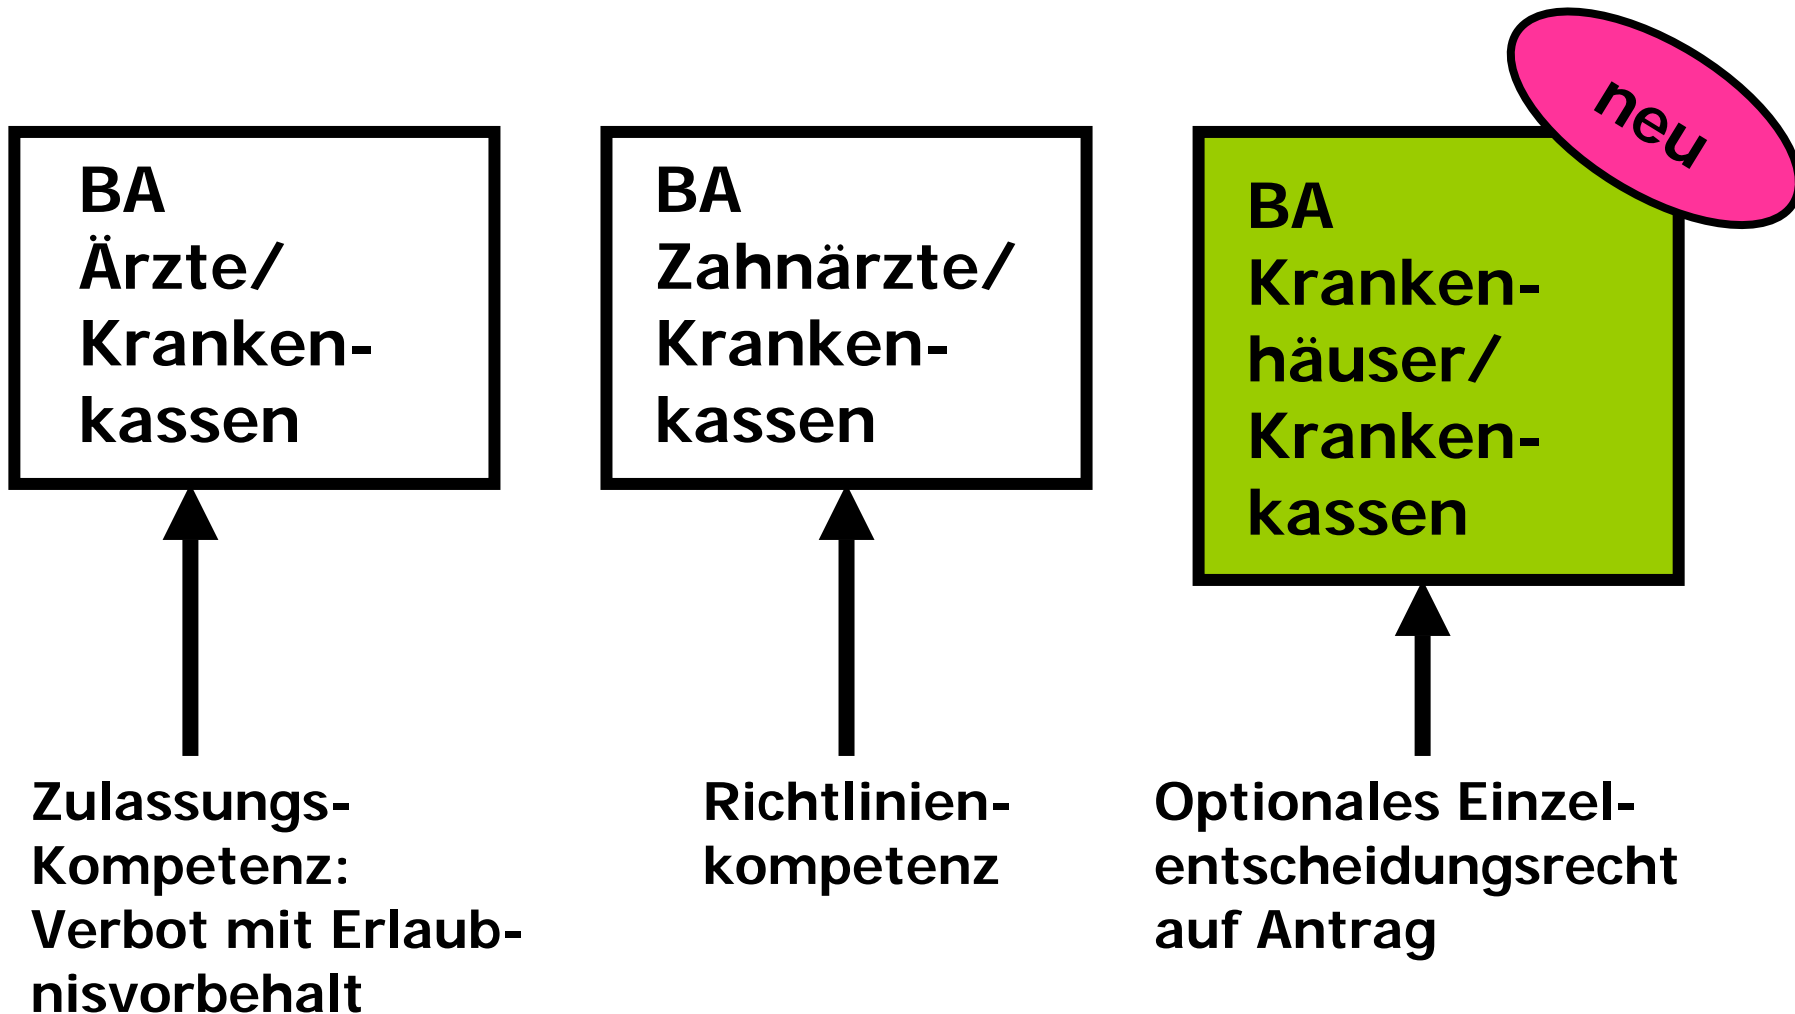 neu
BA
Ärzte/
Kranken-
kassen
BA
Zahnärzte/
Kranken-
kassen
BA
Kranken-
häuser/
Kranken-
kassen
Zulassungs-
Kompetenz:
Verbot mit Erlaub-
nisvorbehalt
Richtlinien-
kompetenz
Optionales Einzel-
entscheidungsrecht
auf Antrag